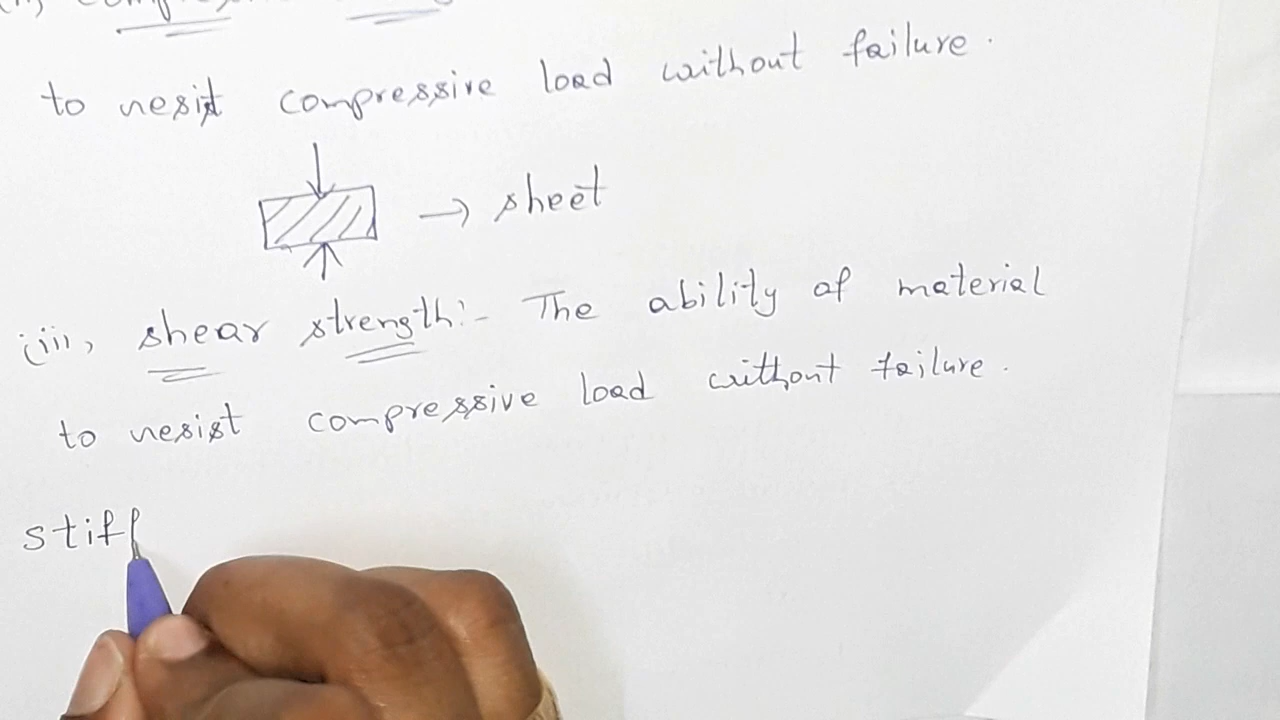 to resist compressive load without failure.
→ sheet
(iii) shear strength:- The ability of material
to resist compressive load without failure.
stiff